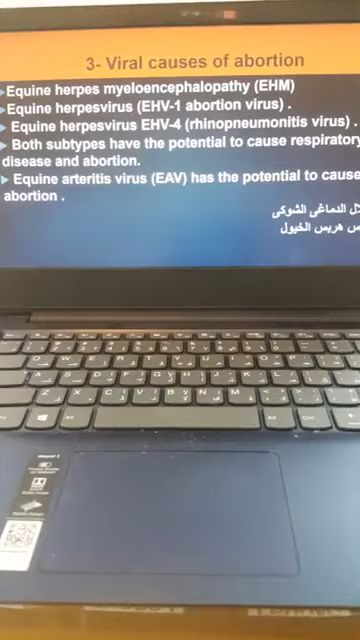 3- Viral causes of abortion
Equine herpes myeloencephalopathy (EHM)
Equine herpesvirus (EHV-1 abortion virus) .
Equine herpesvirus EHV-4 (rhinopneumonitis virus) .
Both subtypes have the potential to cause respiratory
disease and abortion.
Equine arteritis virus (EAV) has the potential to cause
abortion .
الدماغى الشوكى
هربس الخيول